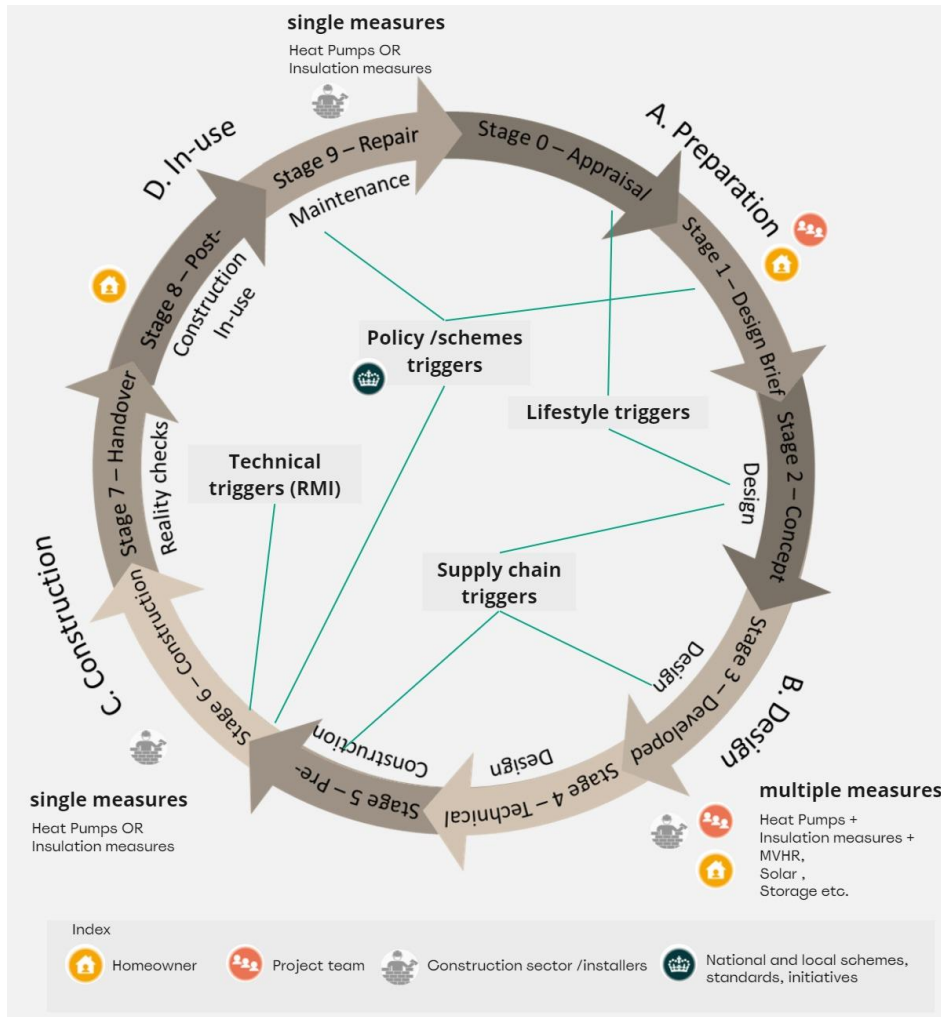 single measures
Heat Pumps OR
Insulation measures
A. Preparation
Stage 0 – Appraisal
Stage 1 – Design Brief
Stage 2 – Concept
Design
B. Design
Stage 3 – Developed
Design
Stage 4 – Technical
Design
Stage 5 – Pre-
Construction
C. Construction
Stage 6 – Construction
Stage 7 – Handover
Reality checks
D. In-use
Stage 8 – Post-
Construction
In-use
Stage 9 – Repair
Maintenance
Policy /schemes
triggers
Lifestyle triggers
Technical
triggers (RMI)
Supply chain
triggers
single measures
Heat Pumps OR
Insulation measures
multiple measures
Heat Pumps +
Insulation measures +
MVHR,
Solar ,
Storage etc.
Index
Homeowner
Project team
Construction sector /installers
National and local schemes,
standards, initiatives